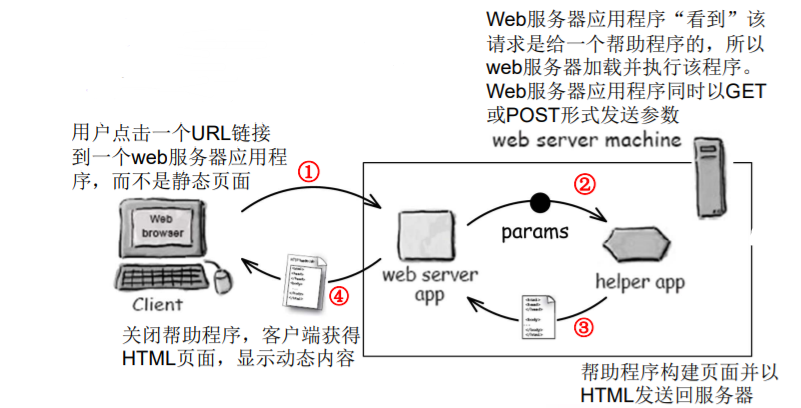 Web服务器应用程序“看到”该
请求是给一个帮助程序的，所以
web服务器加载并执行该程序。
Web服务器应用程序同时以GET
或POST形式发送参数
web server machine
用户点击一个URL链接
到一个web服务器应用程
序，而不是静态页面
①
②
Web
browser
params
web server
app
helper app
Client
④
③
关闭帮助程序，客户端获得
HTML页面，显示动态内容
帮助程序构建页面并以
HTML发送回服务器